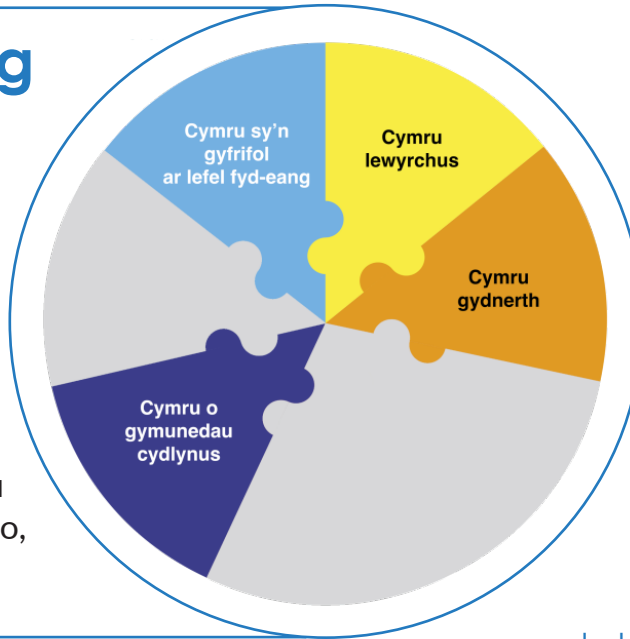 g
Cymru sy’n
gyfrifol
ar lefel fyd-eang
Cymru
lewyrchus
Cymru
gydnerth
Cymru o
gymunedau
cydlynus
o,